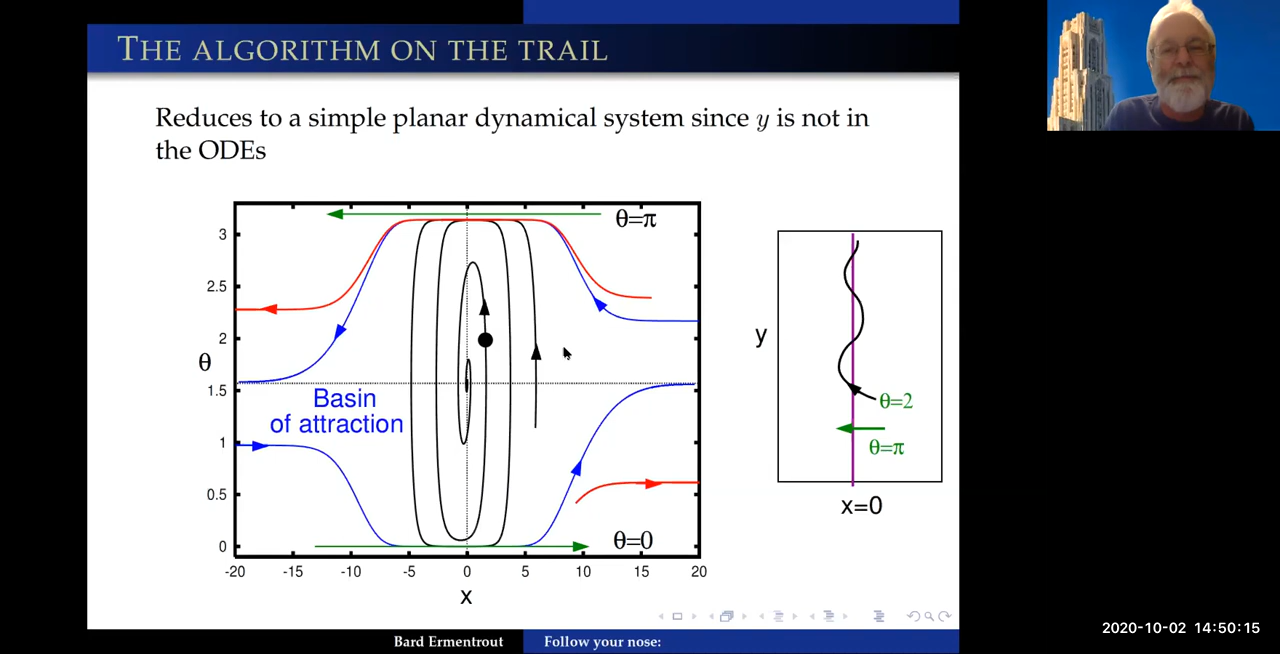 THE ALGORITHM ON THE TRAIL
Reduces to a simple planar dynamical system since y is not in
the ODEs
θ=π
3
2.5
2
θ
1.5
Basin
of attraction
1
0.5
0
θ=0
-20 -15 -10 -5 0 5 10 15 20
x
y
θ=2
θ=π
x=0
Bard Ermentrout Follow your nose:
2020-10-02 14:50:15